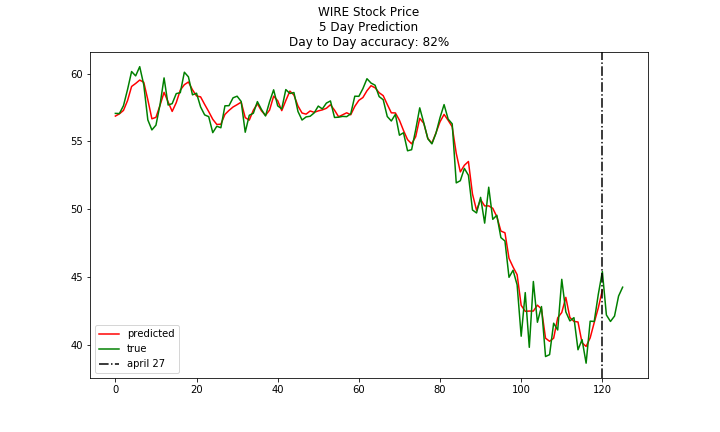 WIRE Stock Price
5 Day Prediction
Day to Day accuracy: 82%
60
55
50
45
40
predicted
true
april 27
0 20 40 60 80 100 120